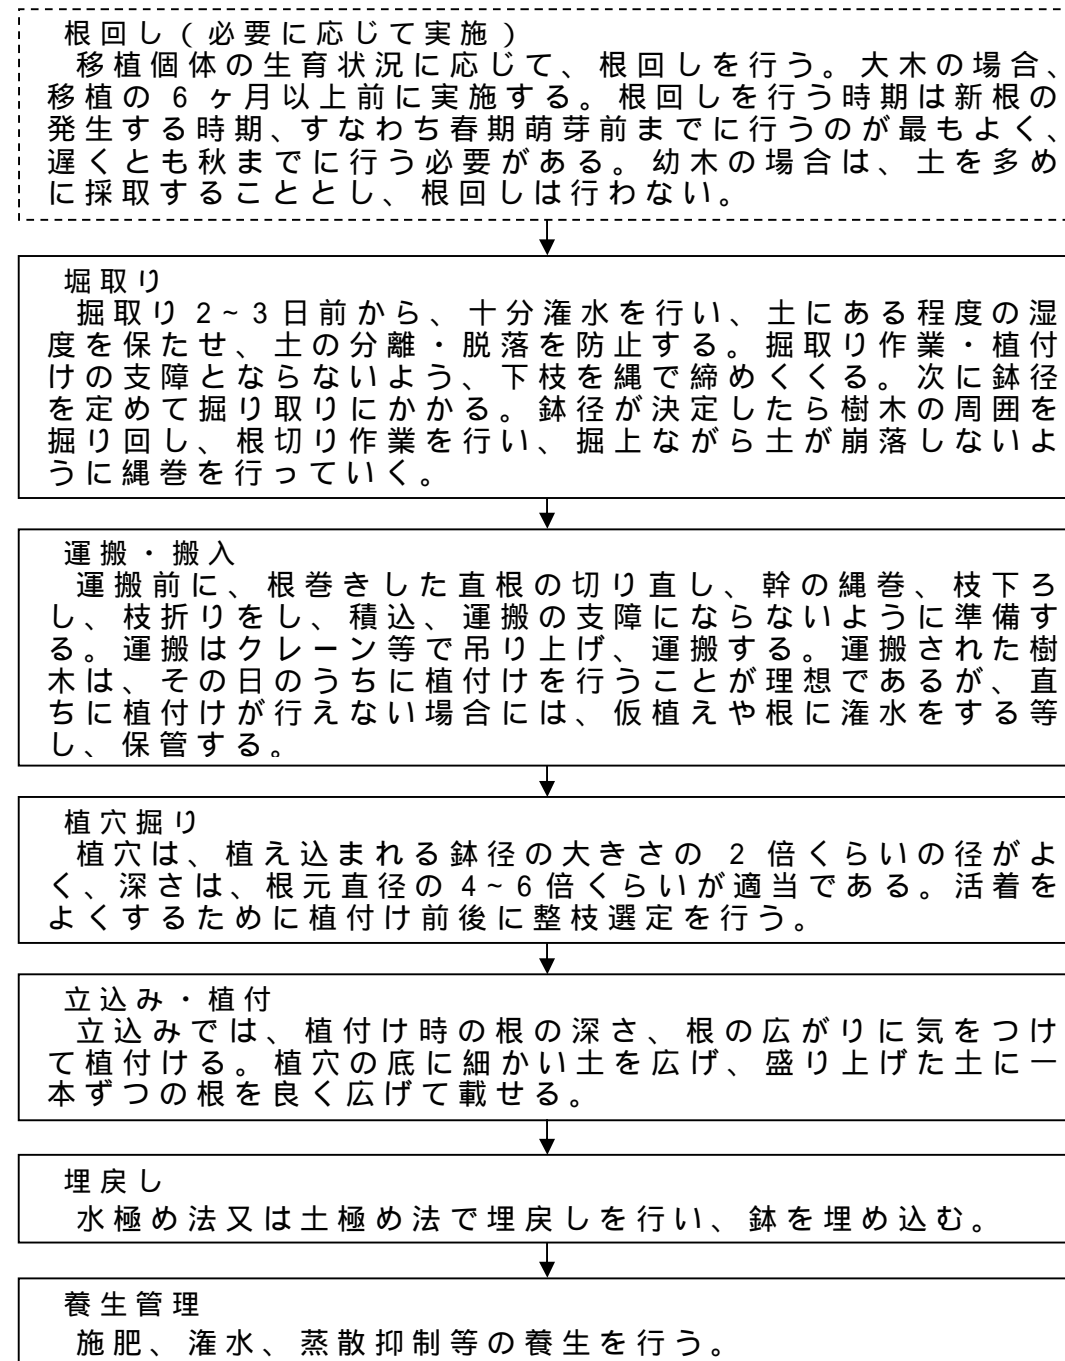 根回し(必要に応じて実施)
移植個体の生育状況に応じて、根回しを行う。大木の場合、
移植の6ヶ月以上前に実施する。根回しを行う時期は新根の
発生する時期、すなわち春期萌芽前までに行うのが最もよく、
遅くとも秋までに行う必要がある。幼木の場合は、土を多め
に採取することとし、根回しは行わない。
堀取り
掘取り2~3日前から、十分潅水を行い、土にある程度の湿
度を保たせ、土の分離・脱落を防止する。掘取り作業・植付
けの支障とならないよう、下枝を縄で締めくくる。次に鉢径
を定めて掘り取りにかかる。鉢径が決定したら樹木の周囲を
掘り回し、根切り作業を行い、掘上ながら土が崩落しないよ
うに縄巻を行っていく。
運搬・搬入
運搬前に、根巻きした直根の切り直し、幹の縄巻、枝下ろ
し、枝折りをし、積込、運搬の支障にならないように準備す
る。運搬はクレーン等で吊り上げ、運搬する。運搬された樹
木は、その日のうちに植付けを行うことが理想であるが、直
ちに植付けが行えない場合には、仮植えや根に潅水をする等
し、保管する。
植穴掘り
植穴は、植え込まれる鉢径の大きさの2倍くらいの径がよ
く、深さは、根元直径の4~6倍くらいが適当である。活着を
よくするために植付け前後に整枝選定を行う。
立込み・植付
立込みでは、植付け時の根の深さ、根の広がりに気をつけ
て植付ける。植穴の底に細かい土を広げ、盛り上げた土に一
本ずつの根を良く広げて載せる。
埋戻し
水極め法又は土極め法で埋戻しを行い、鉢を埋め込む。
養生管理
施肥、潅水、蒸散抑制等の養生を行う。